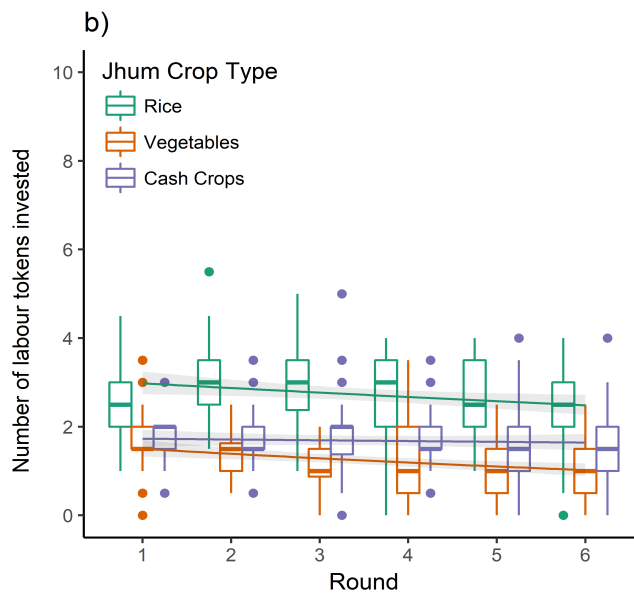 b)
Jhum Crop Type
Rice
Vegetables
Cash Crops
Number of labour tokens invested
10
8
6
4
2
0
1 2 3 4 5 6
Round